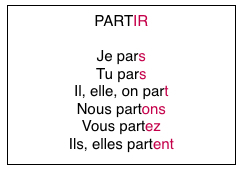 PARTIR
Je pars
Tu pars
Il, elle, on part
Nous partons
Vous partez
Ils, elles partent